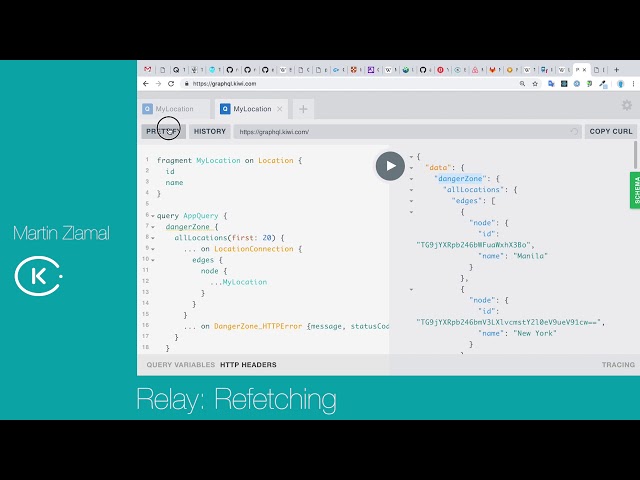 https://graphql.kiwi.com
MyLocation
MyLocation
PRETTIFY
HISTORY
https://graphql.kiwi.com/
COPY CURL
1 fragment MyLocation on Location {
2 id
3 name
4 }
5
6 query AppQuery {
7 dangerZone {
8 allLocations(first: 20) {
9 ... on LocationConnection {
10 edges {
11 node {
12 ...MyLocation
13 }
14 }
15 }
16 ... on DangerZone_HTTPError {message, statusCod
17 }
18 }
{
"data": {
"dangerZone": {
"allLocations": {
"edges": [
{
"node": {
"id":
"TG9jYXRpb246bWFuaWxhX3Bo",
"name": "Manila"
}
},
{
"node": {
"id":
"TG9jYXRpb246bmV3LXlvcmstY2l0eV9ueV91cw==",
"name": "New York"
}
SCHEMA
QUERY VARIABLES
HTTP HEADERS
TRACING
Martin Zlamal
K
Relay: Refetching